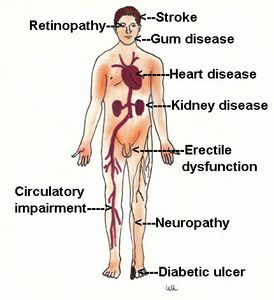 Stroke
Retinopathy
Gum disease
Heart disease
Kidney disease
Erectile
dysfunction
Circulatory
impairment
Neuropathy
Diabetic ulcer